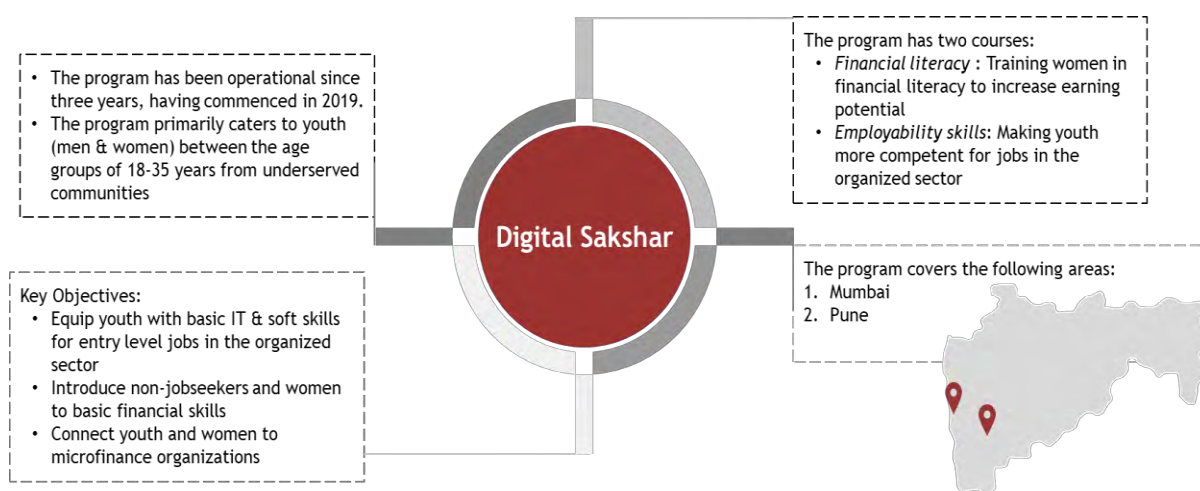 • The program has been operational since
three years, having commenced in 2019.
• The program primarily caters to youth
(men & women) between the age
groups of 18-35 years from underserved
communities
The program has two courses:
• Financial literacy : Training women in
financial literacy to increase earning
potential
• Employability skills: Making youth
more competent for jobs in the
organized sector
Digital Sakshar
Key Objectives:
• Equip youth with basic IT & soft skills
for entry level jobs in the organized
sector
• Introduce non-jobseekers and women
to basic financial skills
• Connect youth and women to
microfinance organizations
The program covers the following areas:
1. Mumbai
2. Pune